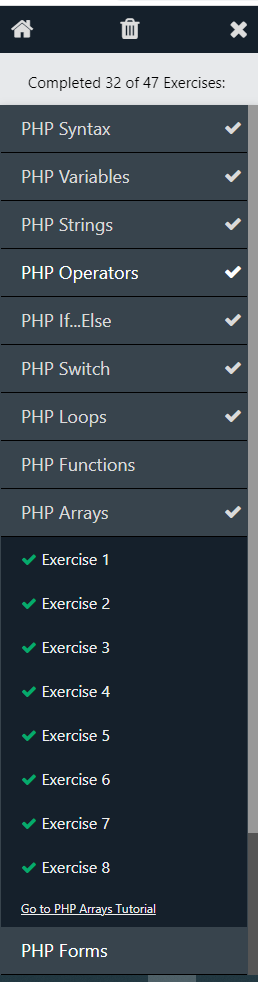 Completed 32 of 47 Exercises:
PHP Syntax
PHP Variables
PHP Strings
PHP Operators
PHP If...Else
PHP Switch
PHP Loops
PHP Functions
PHP Arrays
Exercise 1
Exercise 2
Exercise 3
Exercise 4
Exercise 5
Exercise 6
Exercise 7
Exercise 8
Go to PHP Arrays Tutorial
PHP Forms